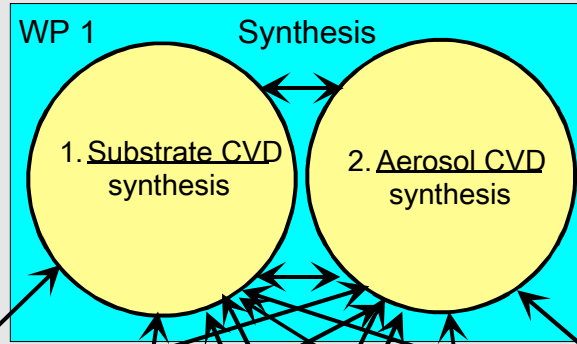 WP 1 Synthesis
1. Substrate CVD
synthesis
2. Aerosol CVD
synthesis